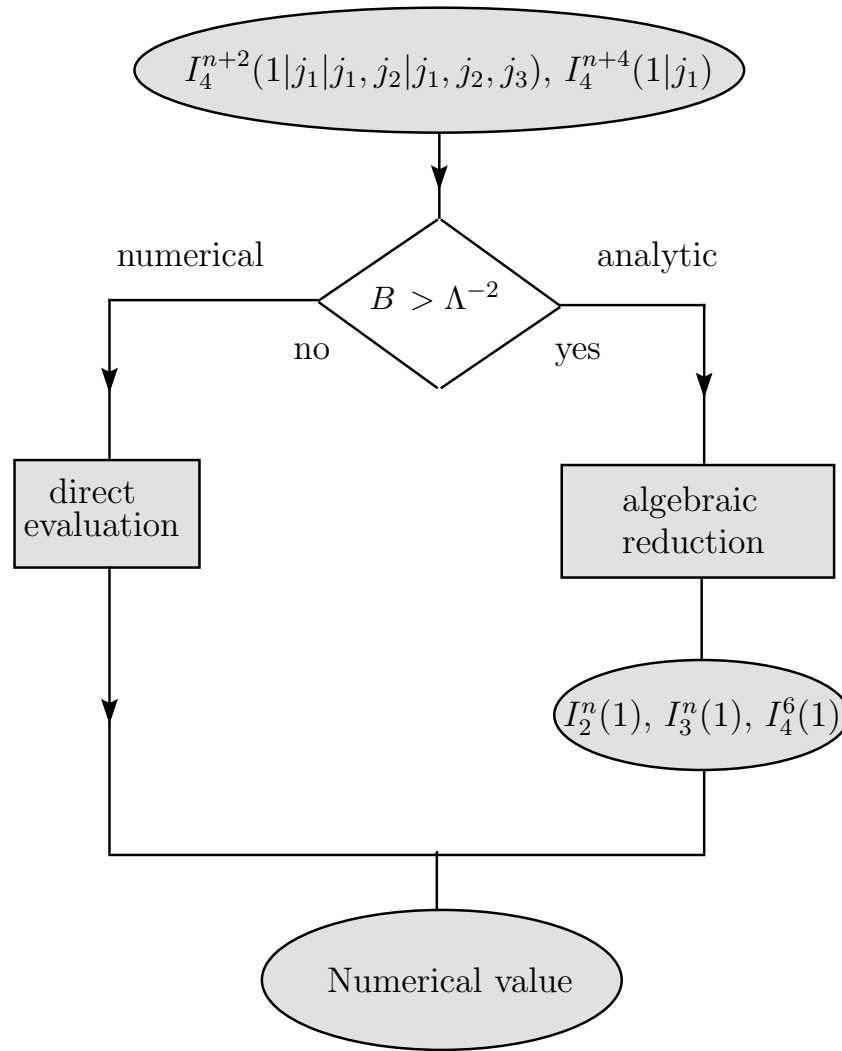 $I_4^{n+2}(1|j_1|j_1, j_2|j_1, j_2, j_3),\ I_4^{n+4}(1|j_1)$
numerical
analytic
$B > \Lambda^{-2}$
no
yes
direct
evaluation
algebraic
reduction
$I_2^n(1),\ I_3^n(1),\ I_4^6(1)$
Numerical value